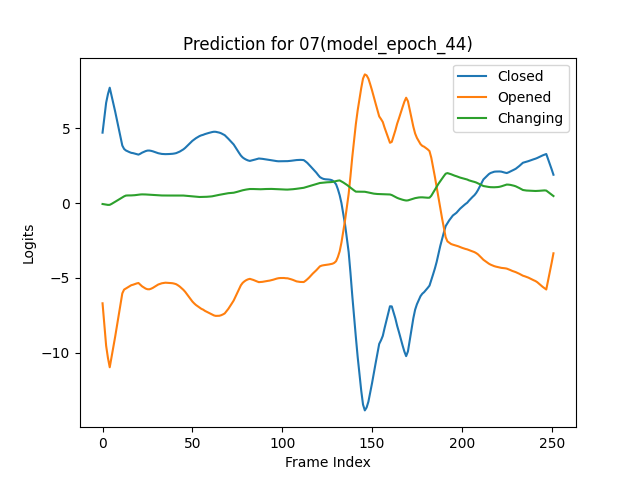 Prediction for 07(model_epoch_44)
Closed
Opened
Changing
5
0
−5
−10
Logits
0 50 100 150 200 250
Frame Index